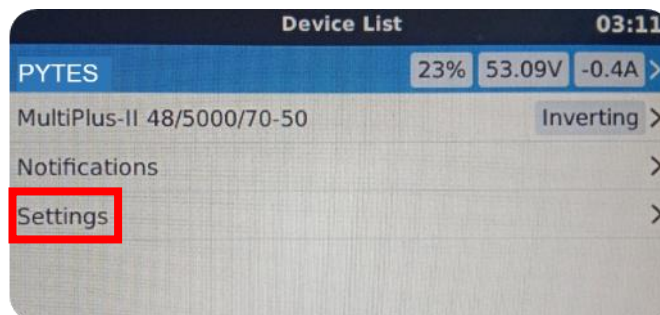 Device List 03:11
PYTES 23% 53.09V -0.4A >
MultiPlus-II 48/5000/70-50 Inverting >
Notifications >
Settings >